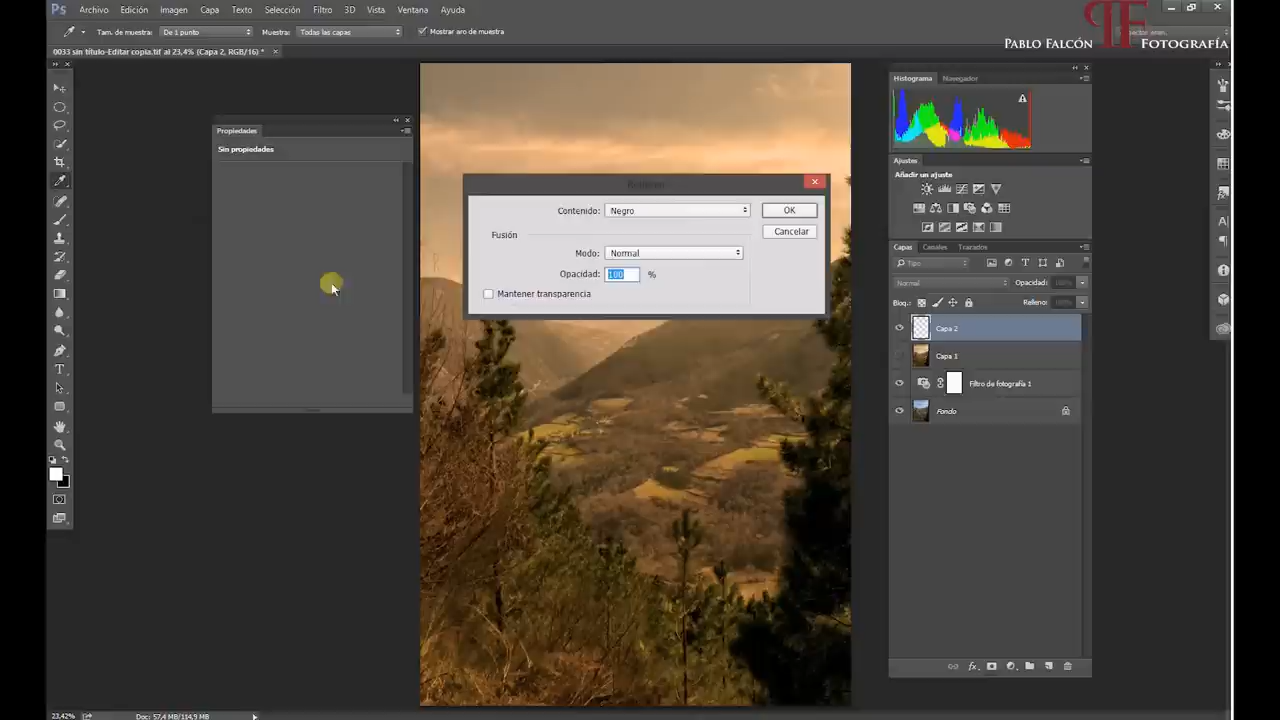 Ps Archivo Edición Imagen Capa Texto Selección Filtro 3D Vista Ventana Ayuda
Tam. de muestra: De 1 punto Muestra: Todas las capas Mostrar aro de muestra
PABLO FALCÓN PF FOTOGRAFÍA
0033 sin título-Editar copia.tif al 23,4% (Capa 2, RGB/16) *
Histograma Navegador
Propiedades
Sin propiedades
Ajustes
Añadir un ajuste
Contenido: Negro OK
Fusión Cancelar
Modo: Normal
Opacidad: 100 %
Mantener transparencia
Capas Canales Trazados
Tipo
Normal Opacidad: 100%
Bloq.: Relleno: 100%
Capa 2
Capa 1
Filtro de fotografía 1
Fondo
23,42% Doc: 57,4 MB/114,9 MB